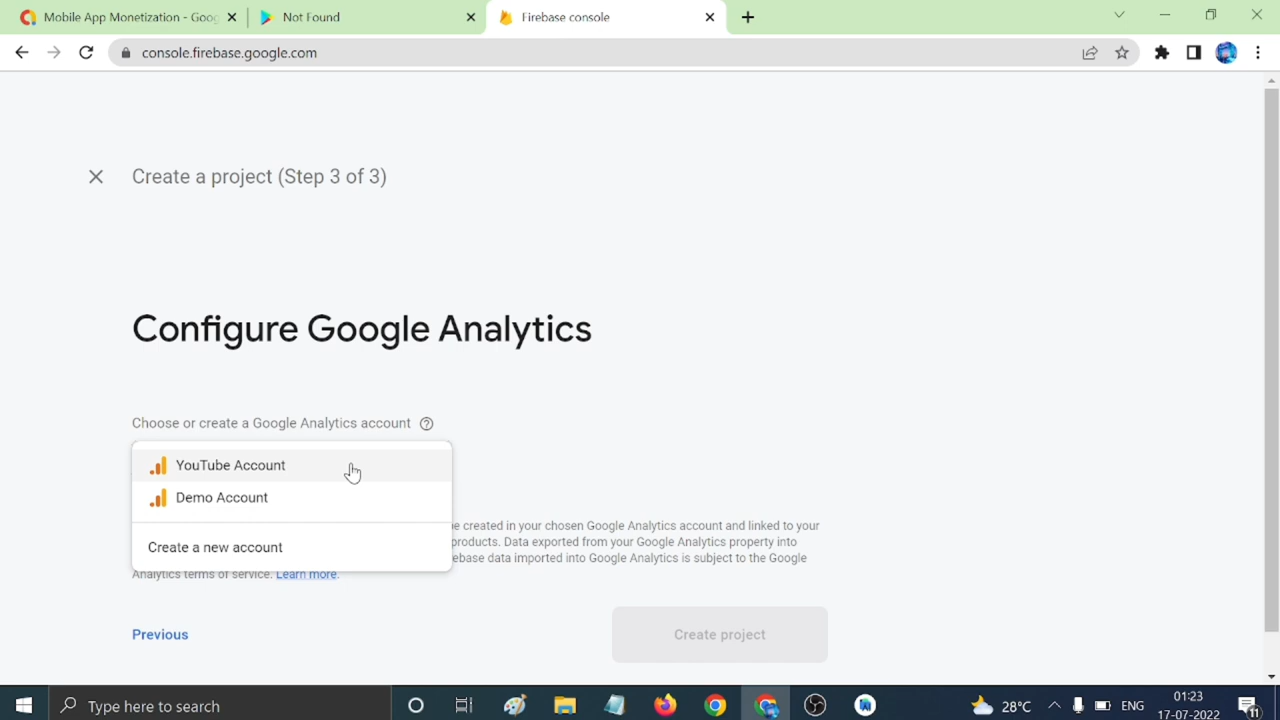 Mobile App Monetization - Goog
Not Found
Firebase console
console.firebase.google.com
Create a project (Step 3 of 3)
Configure Google Analytics
Choose or create a Google Analytics account
YouTube Account
Demo Account
Create a new account
be created in your chosen Google Analytics account and linked to your
products. Data exported from your Google Analytics property into
rebase data imported into Google Analytics is subject to the Google
Analytics terms of service. Learn more.
Previous
Create project
Type here to search
28°C
ENG
01:23
17-07-2022
11